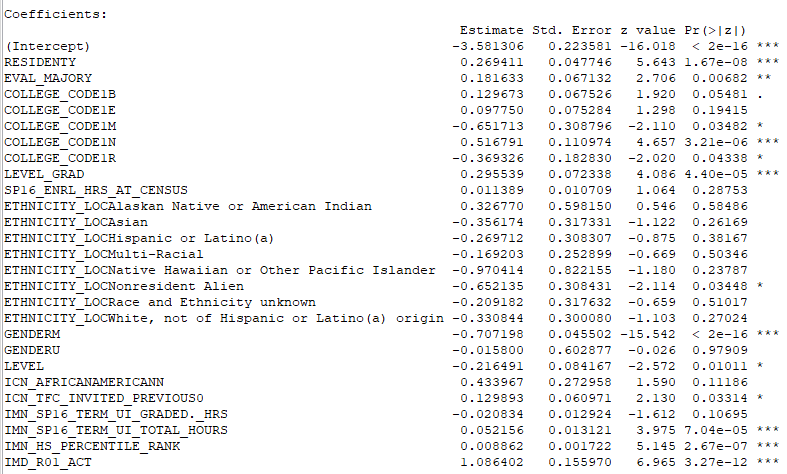 Coefficients:
Estimate Std. Error z value Pr(>|z|)
(Intercept) -3.581306 0.223581 -16.018 < 2e-16 ***
RESIDENTY 0.269411 0.047746 5.643 1.67e-08 ***
EVAL_MAJORY 0.181633 0.067132 2.706 0.00682 **
COLLEGE_CODE1B 0.129673 0.067526 1.920 0.05481 .
COLLEGE_CODE1E 0.097750 0.075284 1.298 0.19415
COLLEGE_CODE1M -0.651713 0.308796 -2.110 0.03482 *
COLLEGE_CODE1N 0.516791 0.110974 4.657 3.21e-06 ***
COLLEGE_CODE1R -0.369326 0.182830 -2.020 0.04338 *
LEVEL_GRAD 0.295539 0.072338 4.086 4.40e-05 ***
SP16_ENRL_HRS_AT_CENSUS 0.011389 0.010709 1.064 0.28753
ETHNICITY_LOCAlaskan Native or American Indian 0.326770 0.598150 0.546 0.58486
ETHNICITY_LOCAsian -0.356174 0.317331 -1.122 0.26169
ETHNICITY_LOCHispanic or Latino(a) -0.269712 0.308307 -0.875 0.38167
ETHNICITY_LOCMulti-Racial -0.169203 0.252899 -0.669 0.50346
ETHNICITY_LOCNative Hawaiian or Other Pacific Islander -0.970414 0.822155 -1.180 0.23787
ETHNICITY_LOCNonresident Alien -0.652135 0.308431 -2.114 0.03448 *
ETHNICITY_LOCRace and Ethnicity unknown -0.209182 0.317632 -0.659 0.51017
ETHNICITY_LOCWhite, not of Hispanic or Latino(a) origin -0.330844 0.300080 -1.103 0.27024
GENDERM -0.707198 0.045502 -15.542 < 2e-16 ***
GENDERU -0.015800 0.602877 -0.026 0.97909
LEVEL -0.216491 0.084167 -2.572 0.01011 *
ICN_AFRICANAMERICANN 0.433967 0.272958 1.590 0.11186
ICN_TFC_INVITED_PREVIOUS0 0.129893 0.060971 2.130 0.03314 *
IMN_SP16_TERM_UI_GRADED._HRS -0.020834 0.012924 -1.612 0.10695
IMN_SP16_TERM_UI_TOTAL_HOURS 0.052156 0.013121 3.975 7.04e-05 ***
IMN_HS_PERCENTILE_RANK 0.008862 0.001722 5.145 2.67e-07 ***
IMD_R01_ACT 1.086402 0.155970 6.965 3.27e-12 ***